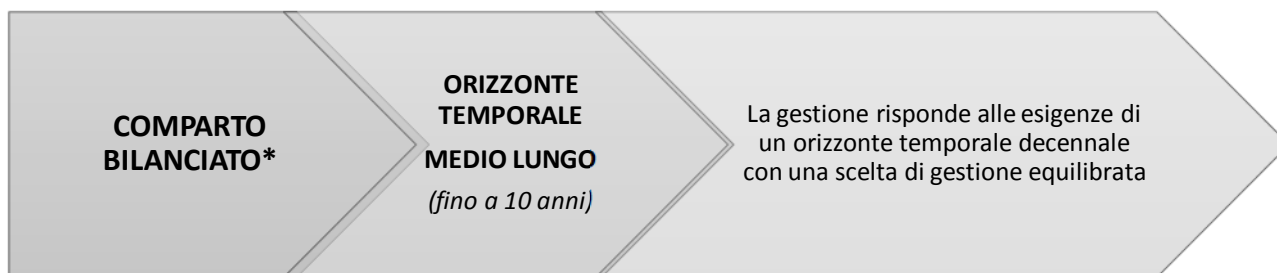 COMPARTO
BILANCIATO*
ORIZZONTE
TEMPORALE
MEDIO LUNGO
(fino a 10 anni)
La gestione risponde alle esigenze di
un orizzonte temporale decennale
con una scelta di gestione equilibrata